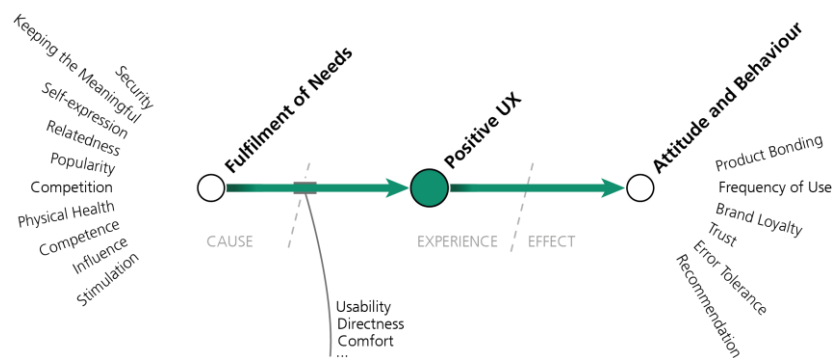 Keeping the Meaningful
Security
Self-expression
Relatedness
Popularity
Competition
Physical Health
Competence
Influence
Stimulation
Fulfilment of Needs
Positive UX
Attitude and Behaviour
CAUSE
EXPERIENCE
EFFECT
Usability
Directness
Comfort
...
Product Bonding
Frequency of Use
Brand Loyalty
Trust
Error Tolerance
Recommendation